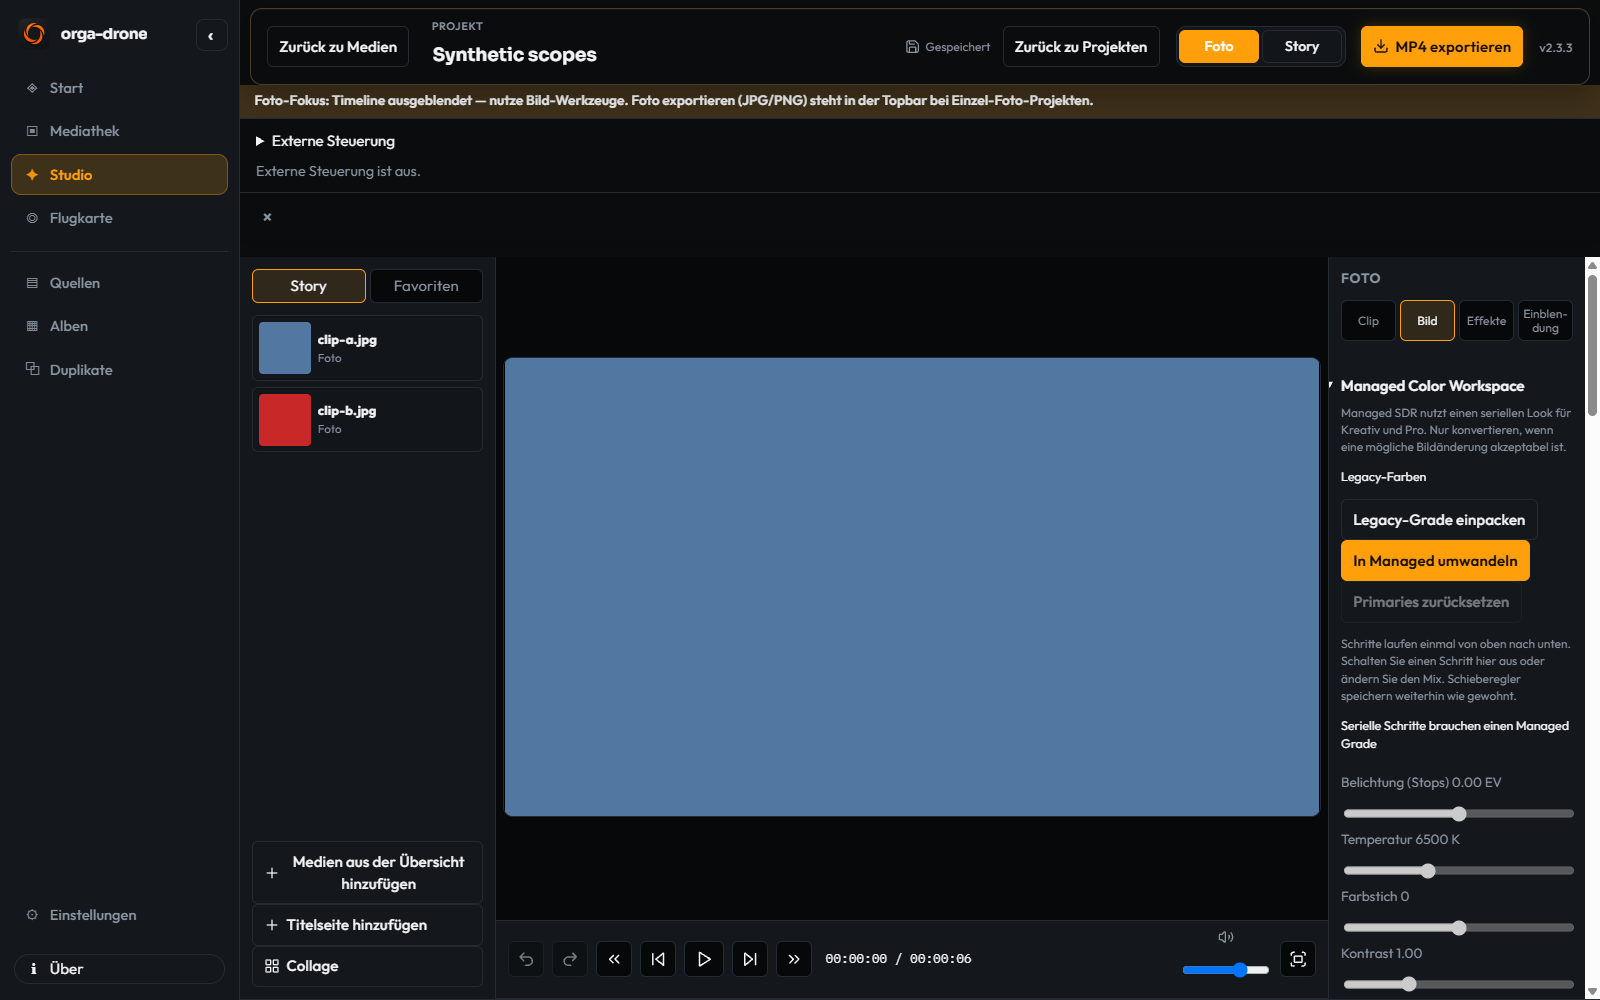 orga-drone
Start
Mediathek
Studio
Flugkarte
Quellen
Alben
Duplikate
Einstellungen
Über
Zurück zu Medien
PROJEKT
Synthetic scopes
Gespeichert
Zurück zu Projekten
Foto
Story
MP4 exportieren
v2.3.3
Foto-Fokus: Timeline ausgeblendet — nutze Bild-Werkzeuge. Foto exportieren (JPG/PNG) steht in der Topbar bei Einzel-Foto-Projekten.
Externe Steuerung
Externe Steuerung ist aus.
Story
Favoriten
clip-a.jpg
Foto
clip-b.jpg
Foto
Medien aus der Übersicht
hinzufügen
Titelseite hinzufügen
Collage
00:00:00 / 00:00:06
FOTO
Clip
Bild
Effekte
Einblen-
dung
Managed Color Workspace
Managed SDR nutzt einen seriellen Look für
Kreativ und Pro. Nur konvertieren, wenn
eine mögliche Bildänderung akzeptabel ist.
Legacy-Farben
Legacy-Grade einpacken
In Managed umwandeln
Primaries zurücksetzen
Schritte laufen einmal von oben nach unten.
Schalten Sie einen Schritt hier aus oder
ändern Sie den Mix. Schieberegler
speichern weiterhin wie gewohnt.
Serielle Schritte brauchen einen Managed
Grade
Belichtung (Stops) 0.00 EV
Temperatur 6500 K
Farbstich 0
Kontrast 1.00